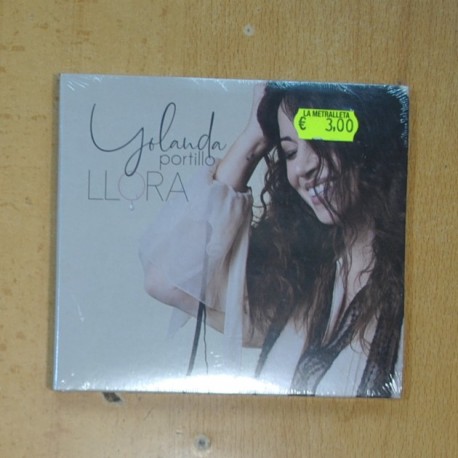 Yolanda
portillo
LLORA
LA METRALLETA
€ 3,00